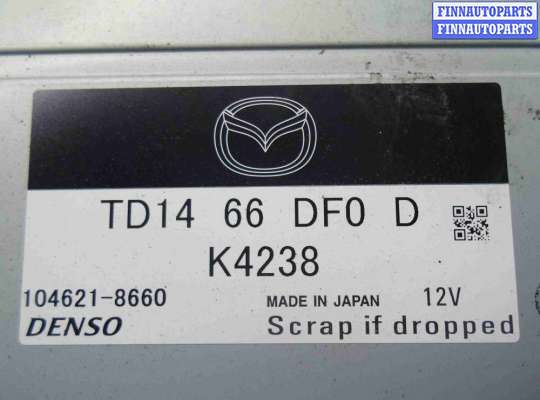 FINNAUTOPARTS
FINNAUTOPARTS
TD14 66 DF0 D
K4238
104621-8660
MADE IN JAPAN 12V
DENSO
Scrap if dropped